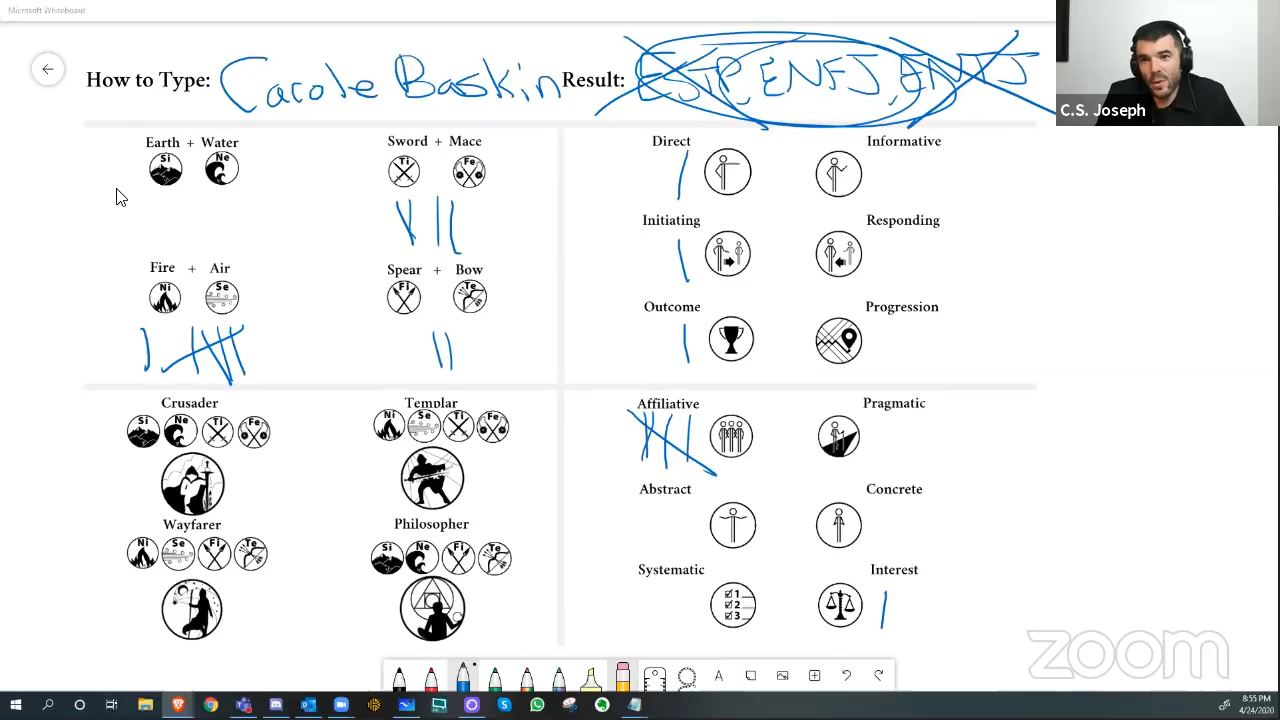 Microsoft Whiteboard
How to Type: Carole Baskin Result: ESTP, ENFJ, ENTJ
C.S. Joseph
Earth + Water
Si Ne
Sword + Mace
Ti Fe
Direct Informative
Initiating Responding
Fire + Air
Ni Se
Spear + Bow
Fi Te
Outcome Progression
Crusader
Si Ne Ti Fe
Templar
Ni Se Ti Fe
Wayfarer
Ni Se Fi Te
Philosopher
Si Ne Fi Te
Affiliative Pragmatic
Abstract Concrete
Systematic Interest
1
2
3
zoom
A
8:55 PM
4/24/2020